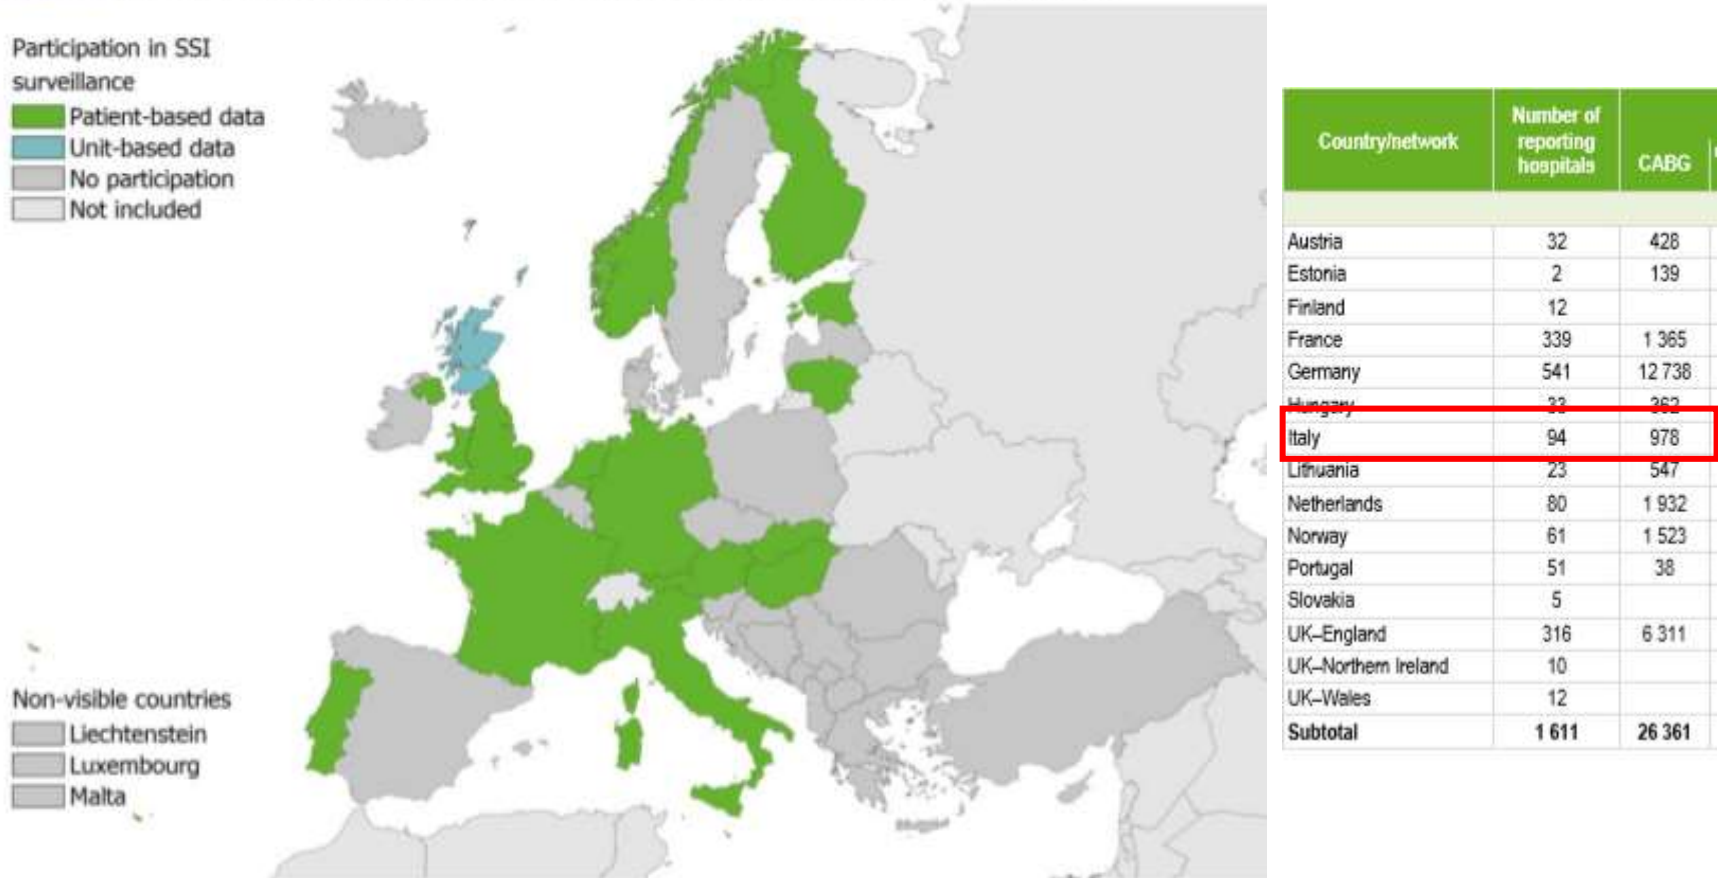 Participation in SSI
surveillance
Patient-based data
Unit-based data
No participation
Not included
Non-visible countries
Liechtenstein
Luxembourg
Malta
Country/network Number of reporting hospitals CABG
Austria 32 428
Estonia 2 139
Finland 12
France 339 1 365
Germany 541 12 738
Hungary 33 362
Italy 94 978
Lithuania 23 547
Netherlands 80 1 932
Norway 61 1 523
Portugal 51 38
Slovakia 5
UK–England 316 6 311
UK–Northern Ireland 10
UK–Wales 12
Subtotal 1 611 26 361